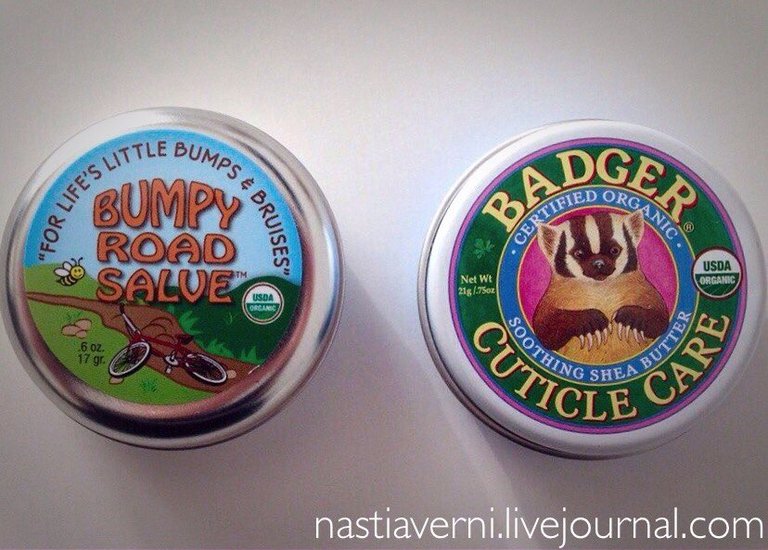 "FOR LIFE'S LITTLE BUMPS & BRUISES"
BUMPY
ROAD
SALVE™
USDA
ORGANIC
.6 oz.
17 gr.
BADGER®
· CERTIFIED ORGANIC ·
Net Wt
21g/.75oz
USDA
ORGANIC
SOOTHING SHEA BUTTER
CUTICLE CARE
nastiaverni.livejournal.com